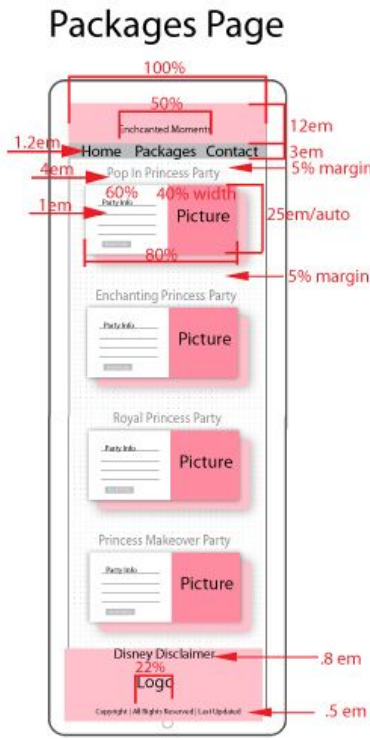 Packages Page
100%
50%
Enchcanted Moments
12em
1.2em
Home Packages Contact
3em
5% margin
4em
Pop In Princess Party
60% 40% width
1em
Party Info
Picture
25em/auto
80%
5% margin
Enchanting Princess Party
Party Info
Picture
Royal Princess Party
Party Info
Picture
Princess Makeover Party
Party Info
Picture
Disney Disclaimer
.8 em
22%
Logo
Copyright | All Rights Reserved | Last Updated
.5 em